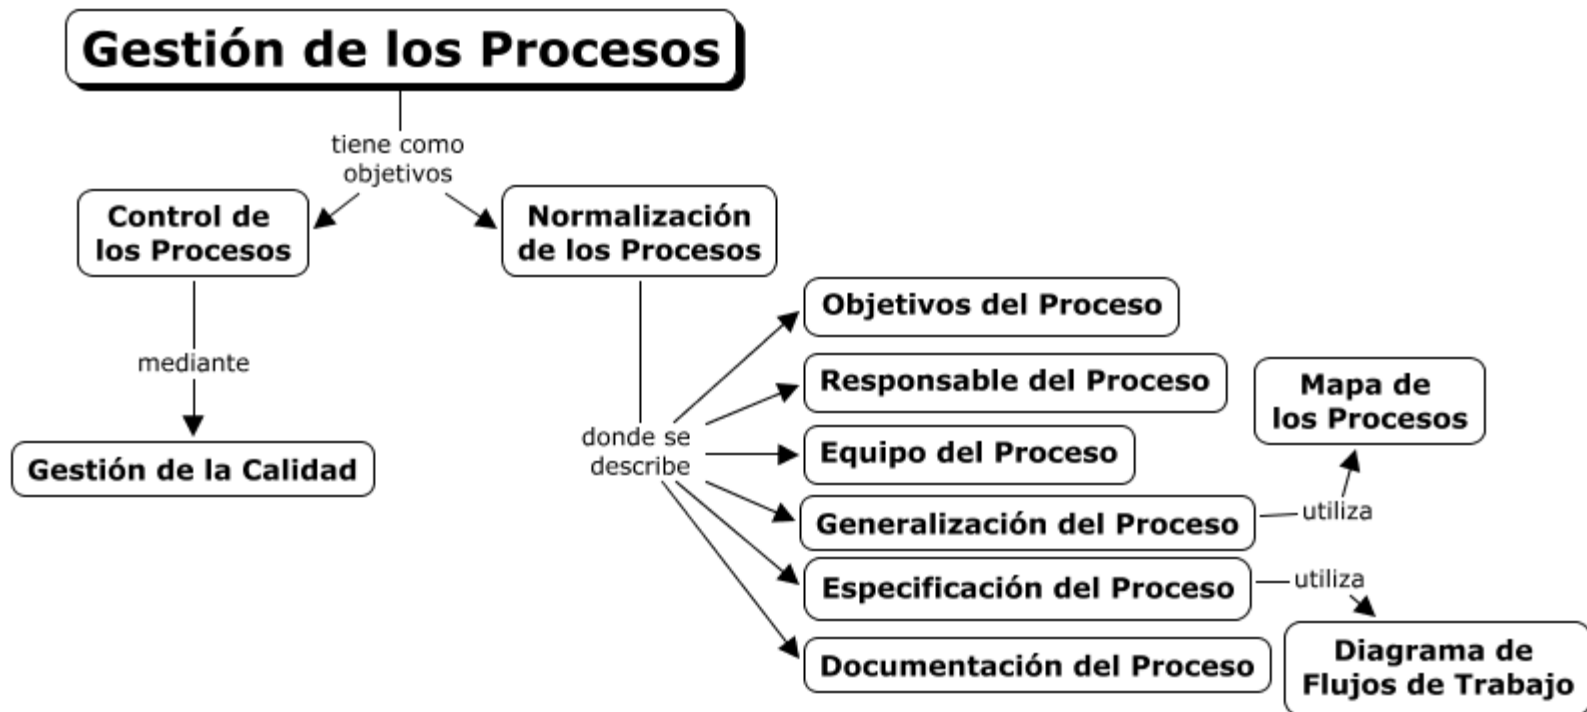 Gestión de los Procesos
tiene como
objetivos
Control de
los Procesos
Normalización
de los Procesos
mediante
Gestión de la Calidad
donde se
describe
Objetivos del Proceso
Responsable del Proceso
Equipo del Proceso
Generalización del Proceso
utiliza
Mapa de
los Procesos
Especificación del Proceso
utiliza
Diagrama de
Flujos de Trabajo
Documentación del Proceso